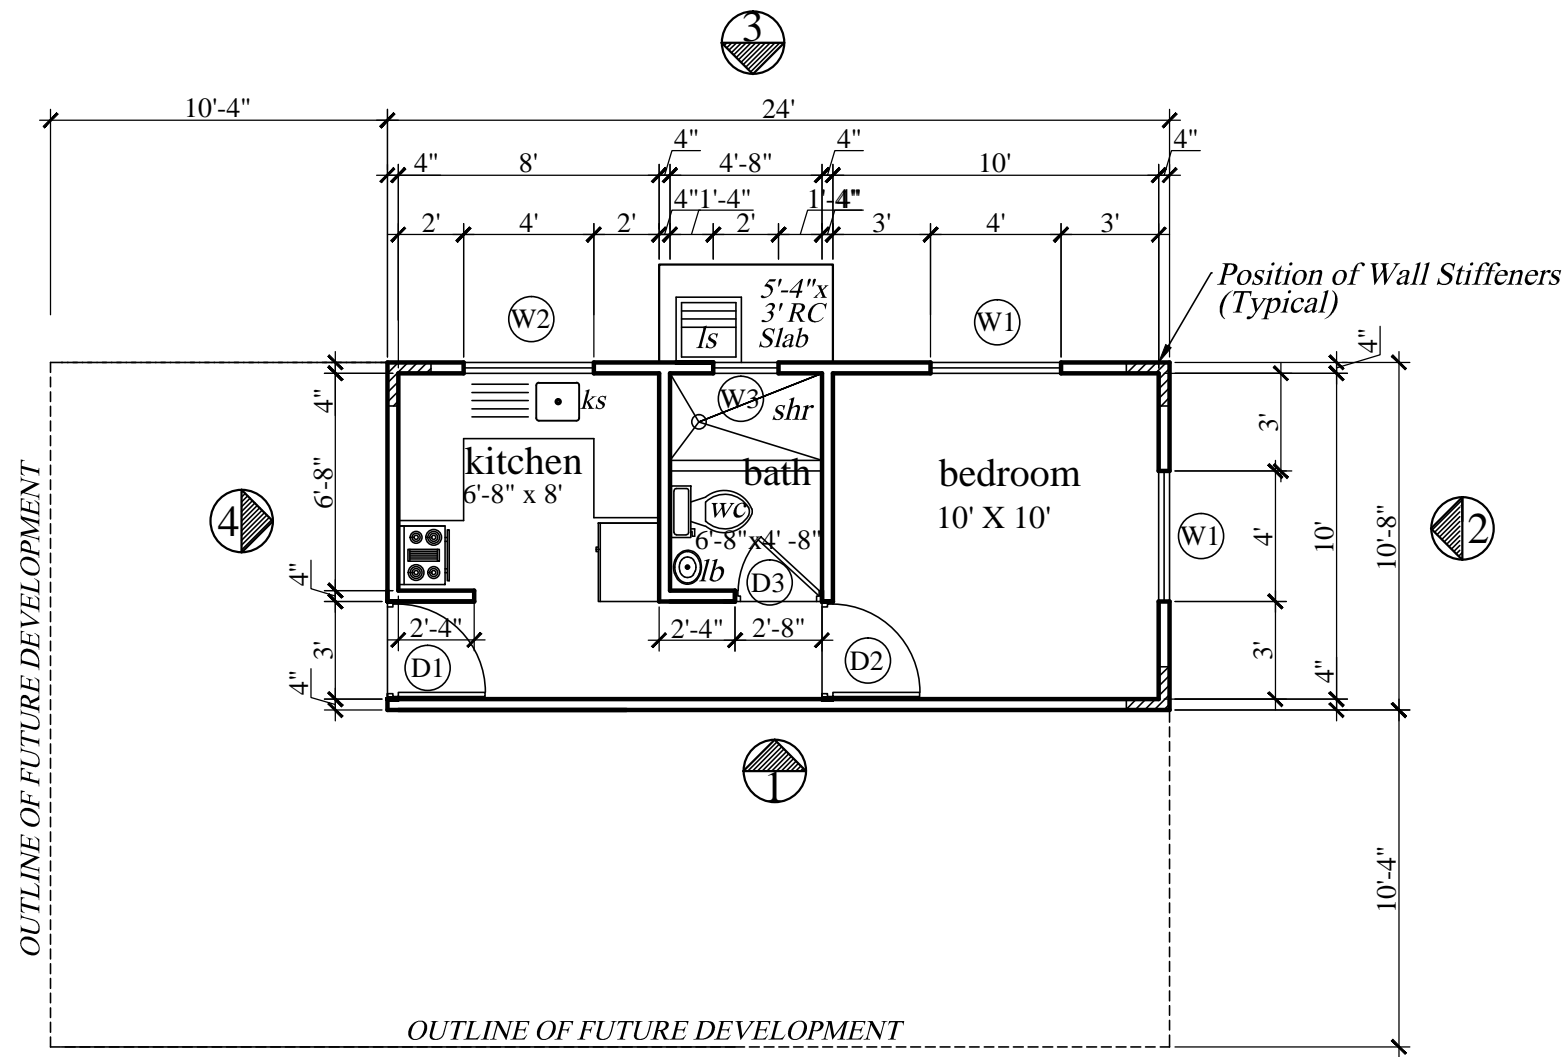 3
10'-4"
24'
4"
4"
4"
4"
8'
4'-8"
10'
2'
4'
2'
4"
1'-4"
2'
1'-4"
4"
3'
4'
3'
Position of Wall Stiffeners
(Typical)
5'-4"x
3' RC
Slab
ls
W2
W1
4"
4"
ks
W3
shr
3'
kitchen
6'-8" x 8'
bath
bedroom
10' X 10'
6'-8"
4
wc
6'-8"x4' -8"
lb
D3
W1
4'
10'
10'-8"
2
4"
2'-4"
2'-4"
2'-8"
D1
D2
3'
3'
4"
4"
1
10'-4"
OUTLINE OF FUTURE DEVELOPMENT
OUTLINE OF FUTURE DEVELOPMENT